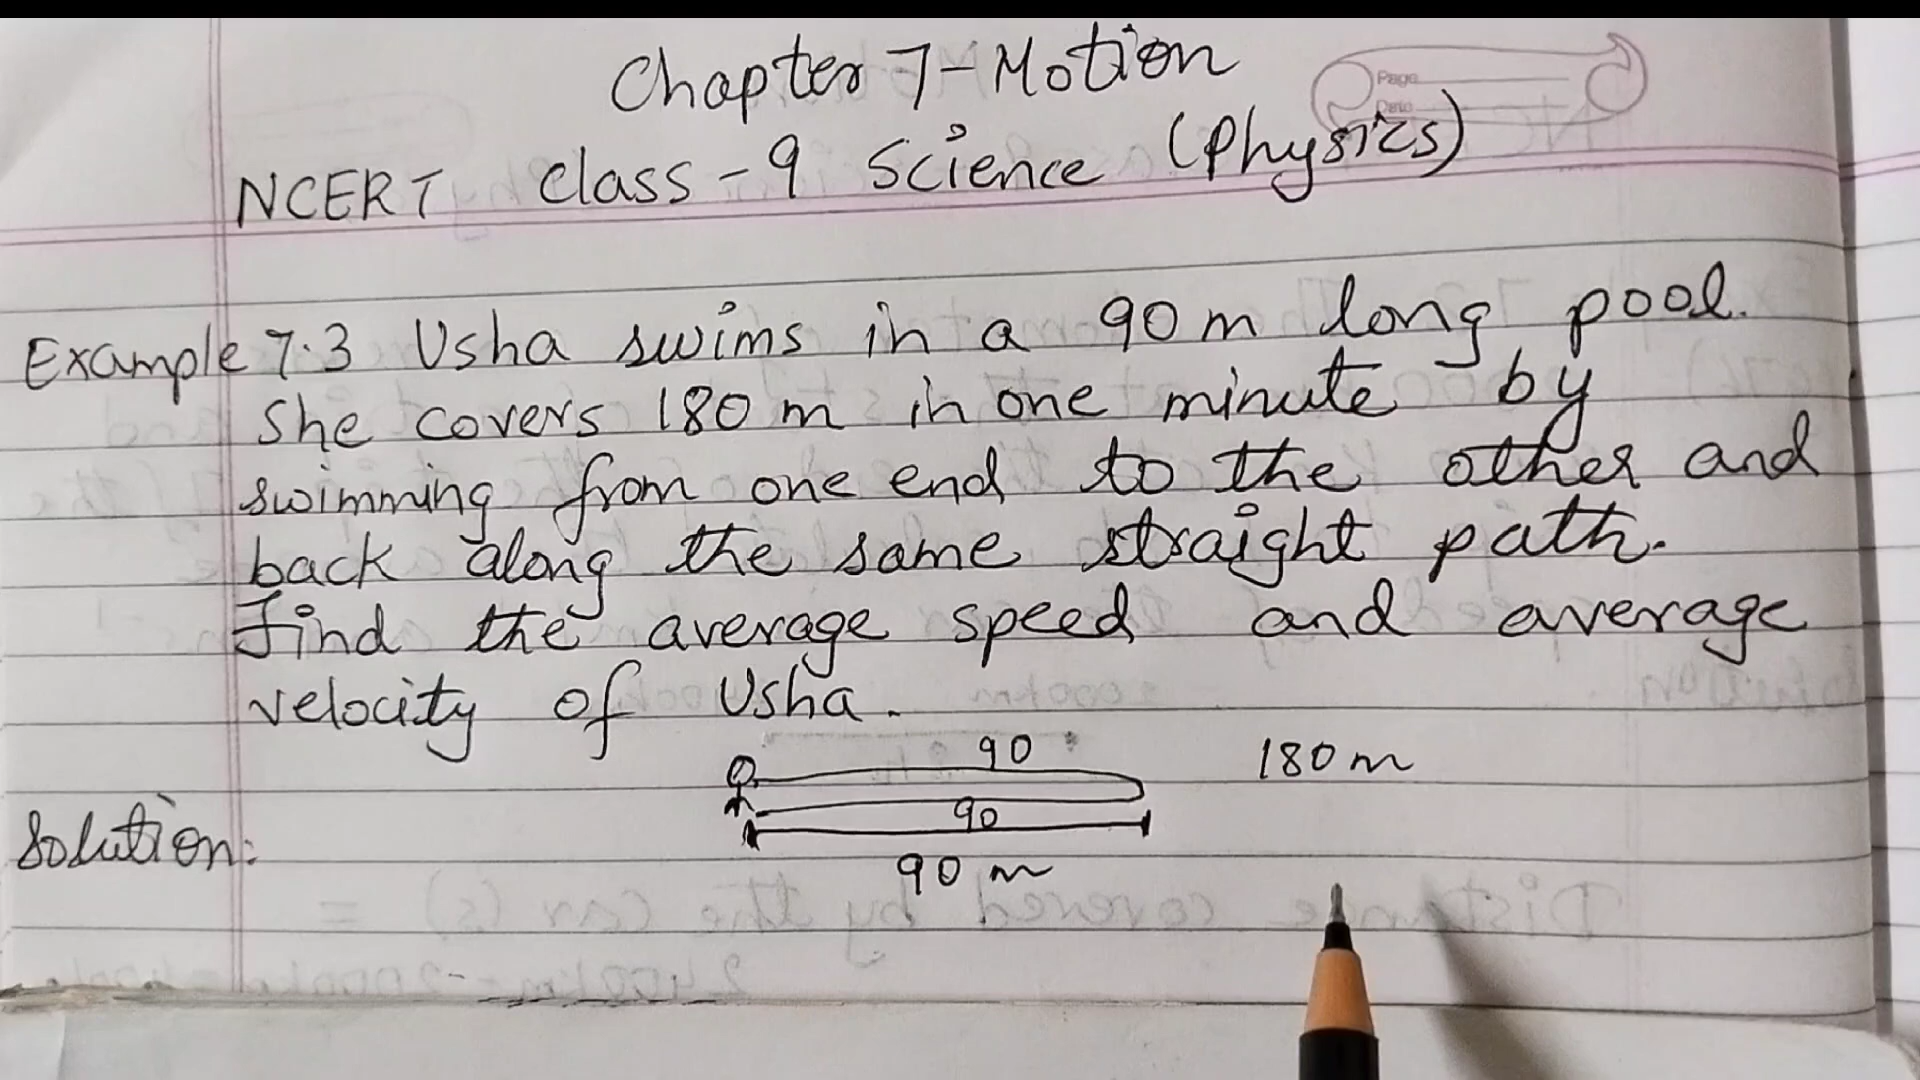 Chapter 7-Motion
Page
Date
NCERT Class-9 Science (Physics)
Example 7.3 Usha swims in a 90 m long pool.
She covers 180 m in one minute by
swimming from one end to the other and
back along the same straight path.
Find the average speed and average
velocity of Usha.
90
180 m
90
Solution:
90 m